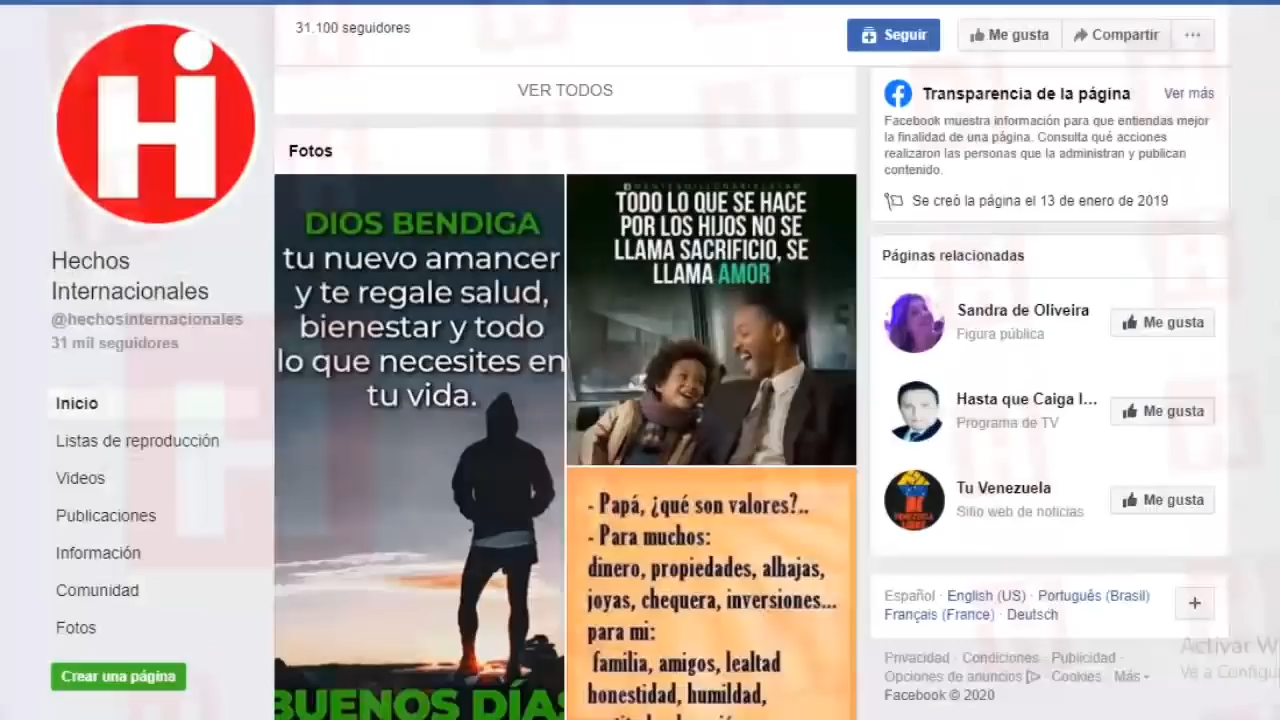 31.100 seguidores
Seguir
Me gusta
Compartir
VER TODOS
Hi
Hechos
Internacionales
@hechosinternacionales
31 mil seguidores
Inicio
Listas de reproducción
Videos
Publicaciones
Información
Comunidad
Fotos
Crear una página
Fotos
DIOS BENDIGA
tu nuevo amancer
y te regale salud,
bienestar y todo
lo que necesites en
tu vida.
BUENOS DÍAS
TODO LO QUE SE HACE
POR LOS HIJOS NO SE
LLAMA SACRIFICIO, SE
LLAMA AMOR
- Papá, ¿qué son valores?..
- Para muchos:
dinero, propiedades, alhajas,
joyas, chequera, inversiones...
para mi:
familia, amigos, lealtad
honestidad, humildad,
Transparencia de la página
Ver más
Facebook muestra información para que entiendas mejor
la finalidad de una página. Consulta qué acciones
realizaron las personas que la administran y publican
contenido.
Se creó la página el 13 de enero de 2019
Páginas relacionadas
Sandra de Oliveira
Figura pública
Me gusta
Hasta que Caiga l...
Programa de TV
Me gusta
Tu Venezuela
Sitio web de noticias
Me gusta
Español · English (US) · Português (Brasil)
Français (France) · Deutsch
Privacidad · Condiciones · Publicidad ·
Opciones de anuncios · Cookies · Más
Facebook © 2020
Activar W
Ve a Configu